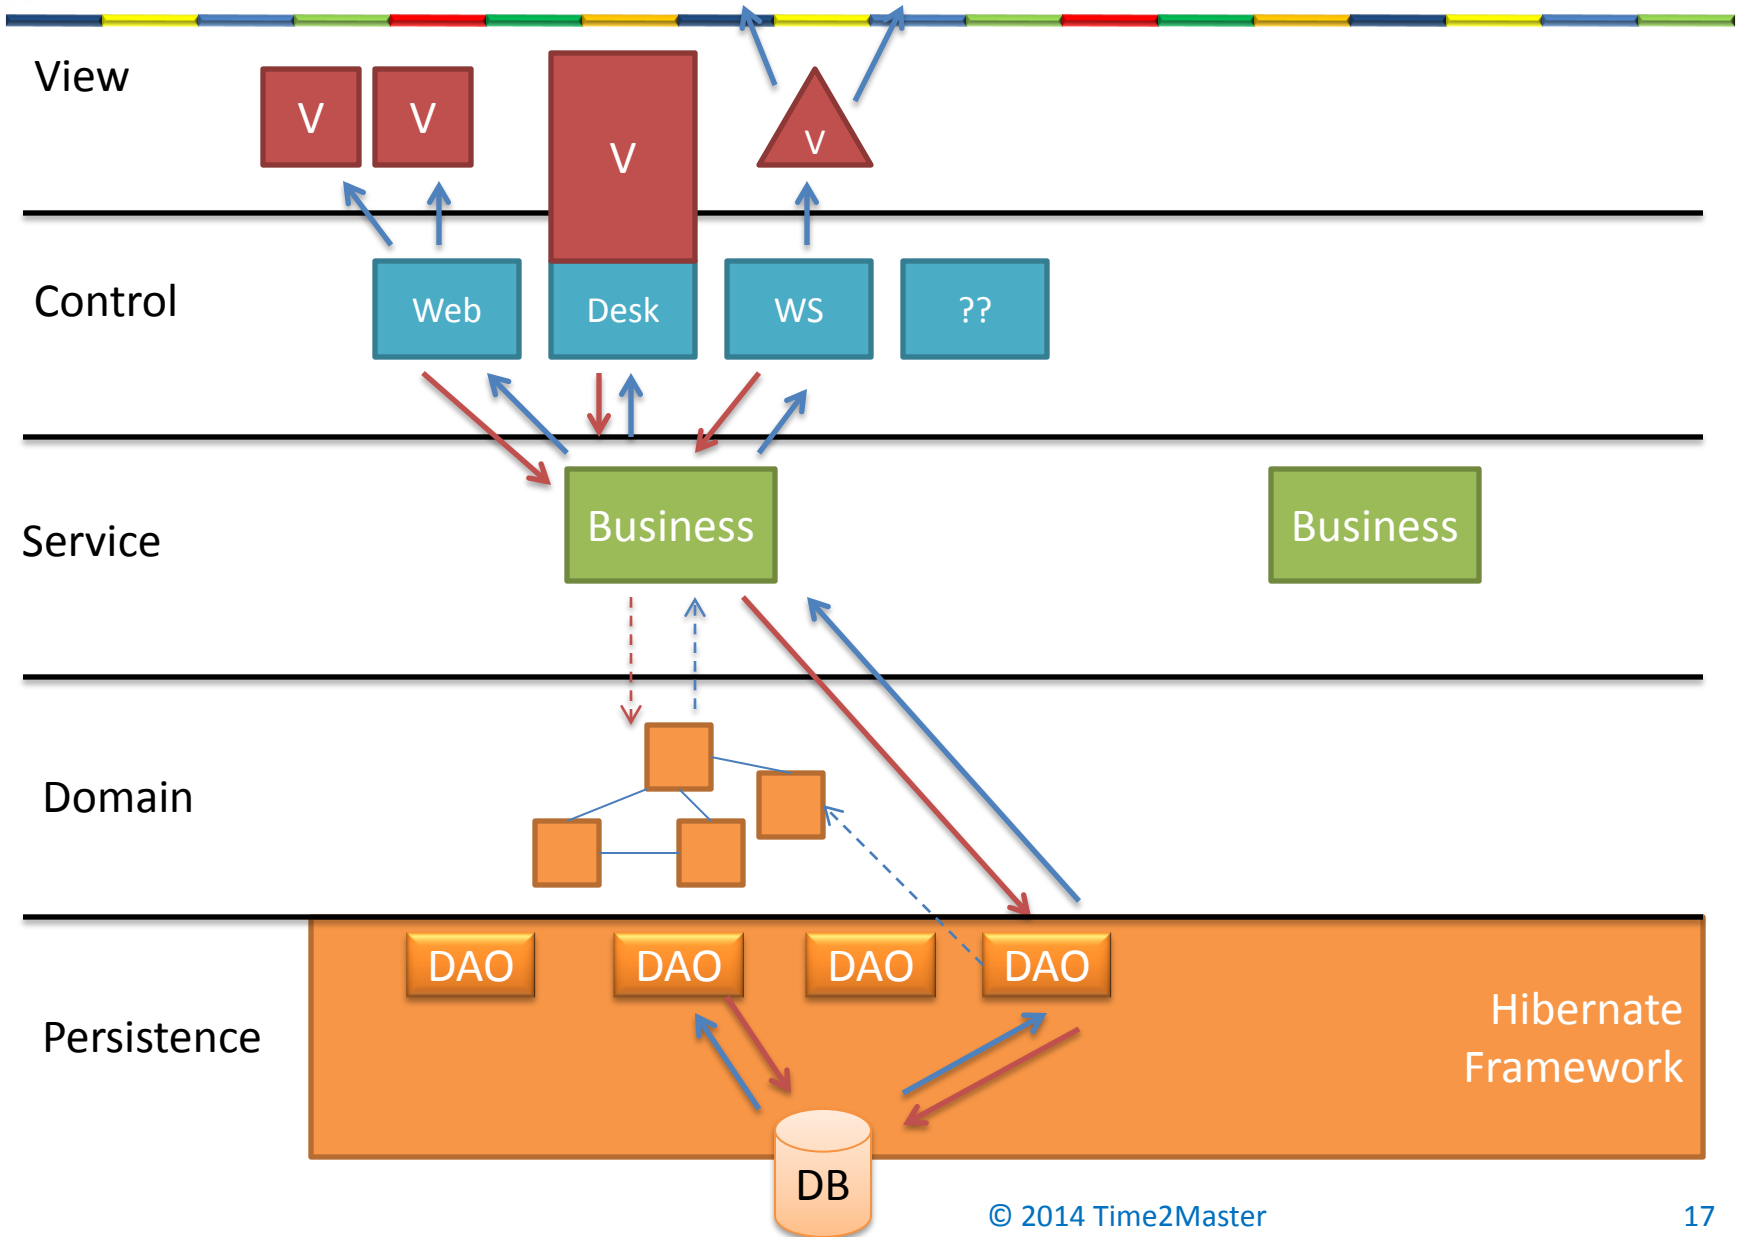 View
V
V
V
V
Control
Web
Desk
WS
??
Service
Business
Business
Domain
Persistence
DAO
DAO
DAO
DAO
Hibernate
Framework
DB
© 2014 Time2Master
17